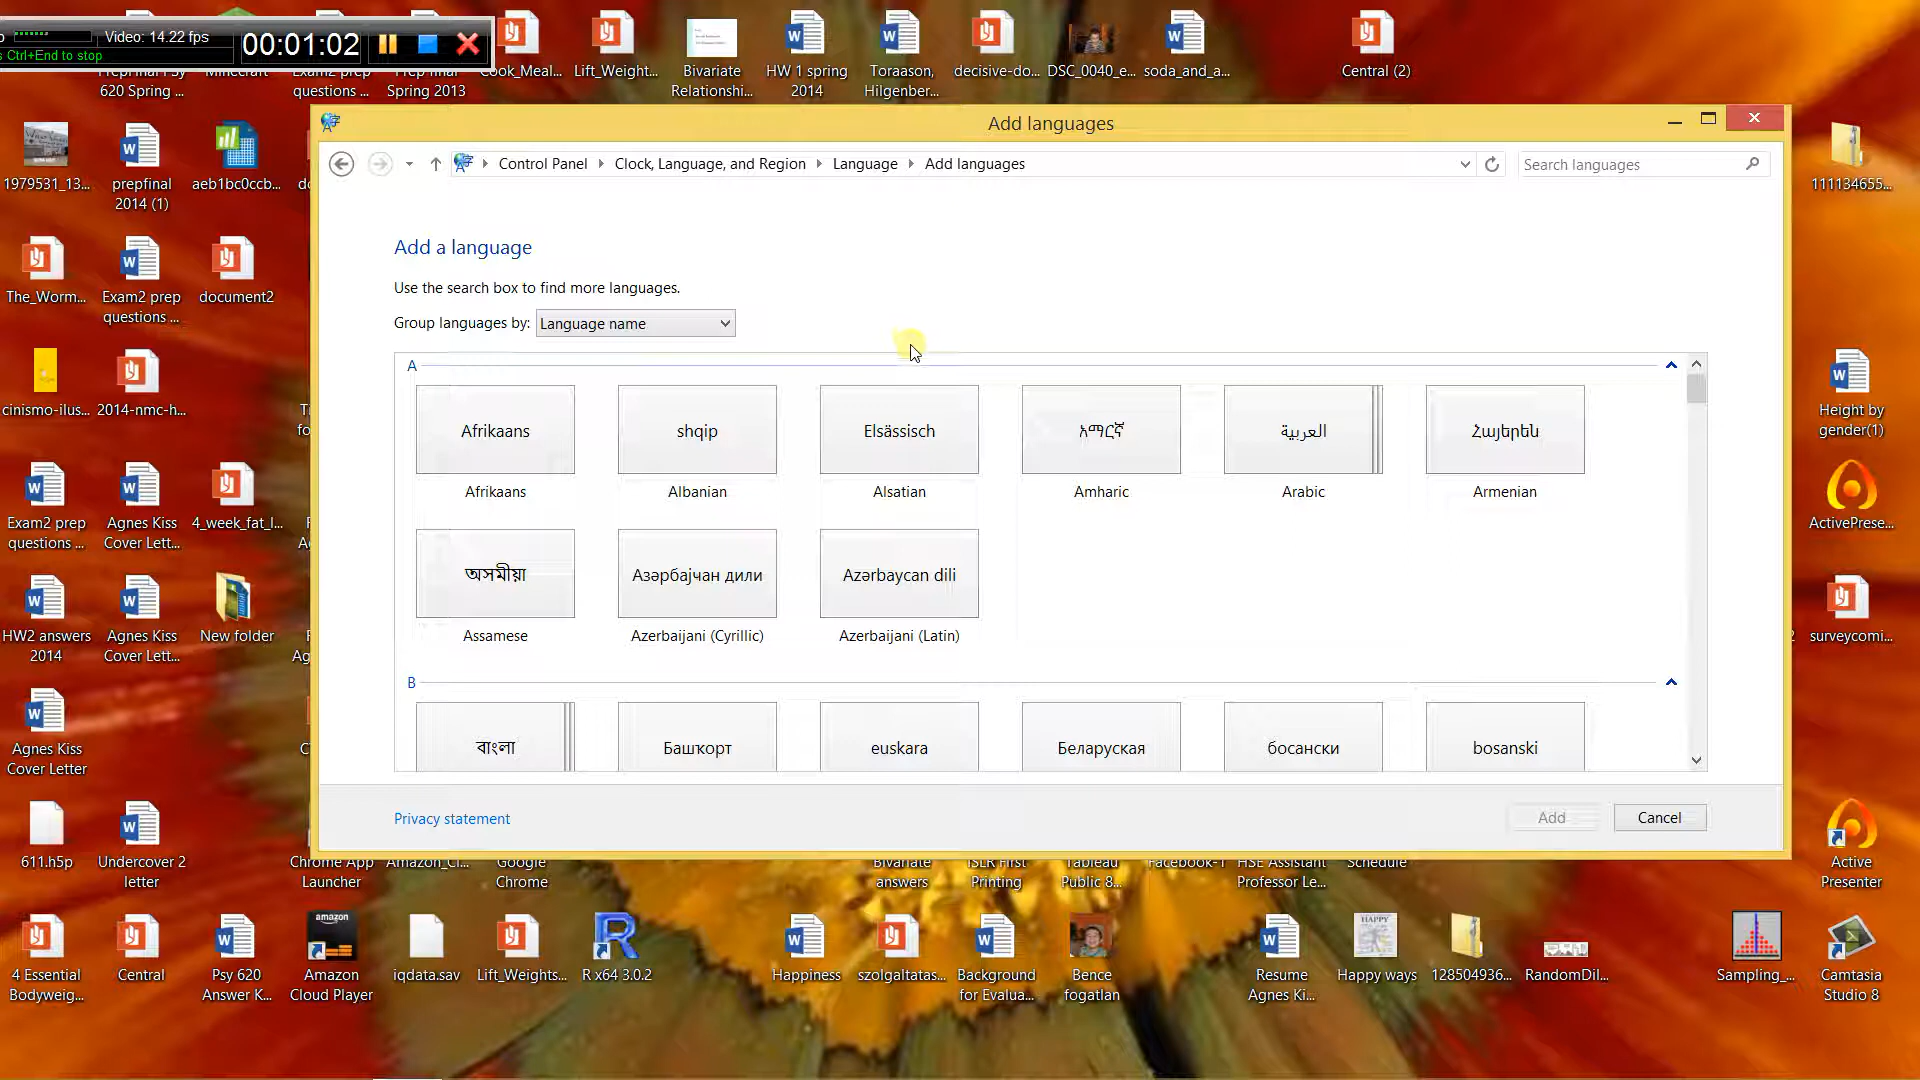 Video: 14.22 fps
Ctrl+End to stop
00:01:02
620 Spring ...
questions ...
Spring 2013
Lift_Weight...
Bivariate
Relationshi...
HW 1 spring
2014
Toraason,
Hilgenber...
decisive-do...
DSC_0040_e...
soda_and_a...
Central (2)
Add languages
Control Panel
Clock, Language, and Region
Language
Add languages
Search languages
Add a language
Use the search box to find more languages.
Group languages by: Language name
A
Afrikaans
shqip
Elsässisch
አማርኛ
العربية
Հայերեն
Afrikaans
Albanian
Alsatian
Amharic
Arabic
Armenian
অসমীয়া
Азәрбајҹан дили
Azərbaycan dili
Assamese
Azerbaijani (Cyrillic)
Azerbaijani (Latin)
B
বাংলা
Башҡорт
euskara
Беларуская
босански
bosanski
Privacy statement
Add
Cancel
1979531_13...
prepfinal
2014 (1)
aeb1bc0ccb...
The_Worm...
Exam2 prep
questions ...
document2
cinismo-ilus...
2014-nmc-h...
Exam2 prep
questions ...
Agnes Kiss
Cover Lett...
4_week_fat_l...
HW2 answers
2014
Agnes Kiss
Cover Lett...
New folder
Agnes Kiss
Cover Letter
611.h5p
Undercover 2
letter
Chrome App
Launcher
Amazon_Cl...
Google
Chrome
Bivariate
answers
ISLR First
Printing
Tableau
Public 8...
Facebook-1
HSE Assistant
Professor Le...
Schedule
111134655...
Height by
gender(1)
ActivePrese...
surveycomi...
Active
Presenter
4 Essential
Bodyweig...
Central
Psy 620
Answer K...
amazon
Amazon
Cloud Player
iqdata.sav
Lift_Weights...
R x64 3.0.2
Happiness
szolgaltatas...
Background
for Evalua...
Bence
fogatlan
Resume
Agnes Ki...
HAPPY
Happy ways
128504936...
RandomDil...
Sampling_...
Camtasia
Studio 8